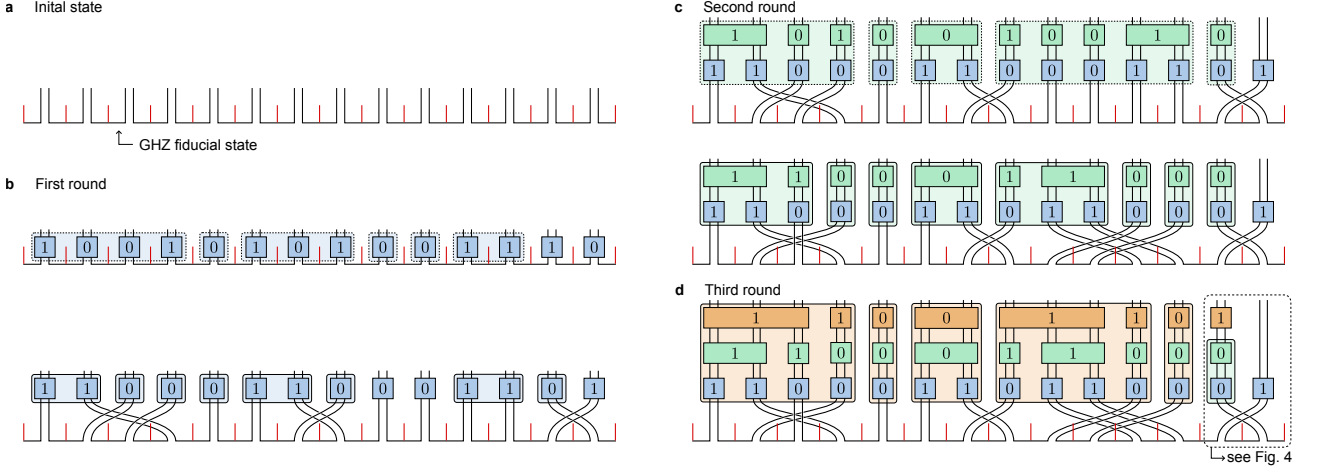 a Inital state
GHZ fiducial state
b First round
1 0 0 1 0 1 0 1 0 0 1 1 1 0
1 1 0 0 0 1 1 0 0 0 1 1 0 1
c Second round
1 0 1 0 0 1 0 0 1 0
1 1 0 0 0 1 1 0 0 0 1 1 0 1
1 1 0 0 0 1 1 0 0 0
1 1 0 0 0 1 1 0 1 1 0 0 0 1
d Third round
1 1 0 0 1 1 0 1
1 1 0 0 0 1 1 0 0 0
1 1 0 0 0 1 1 0 1 1 0 0 0 1
see Fig. 4